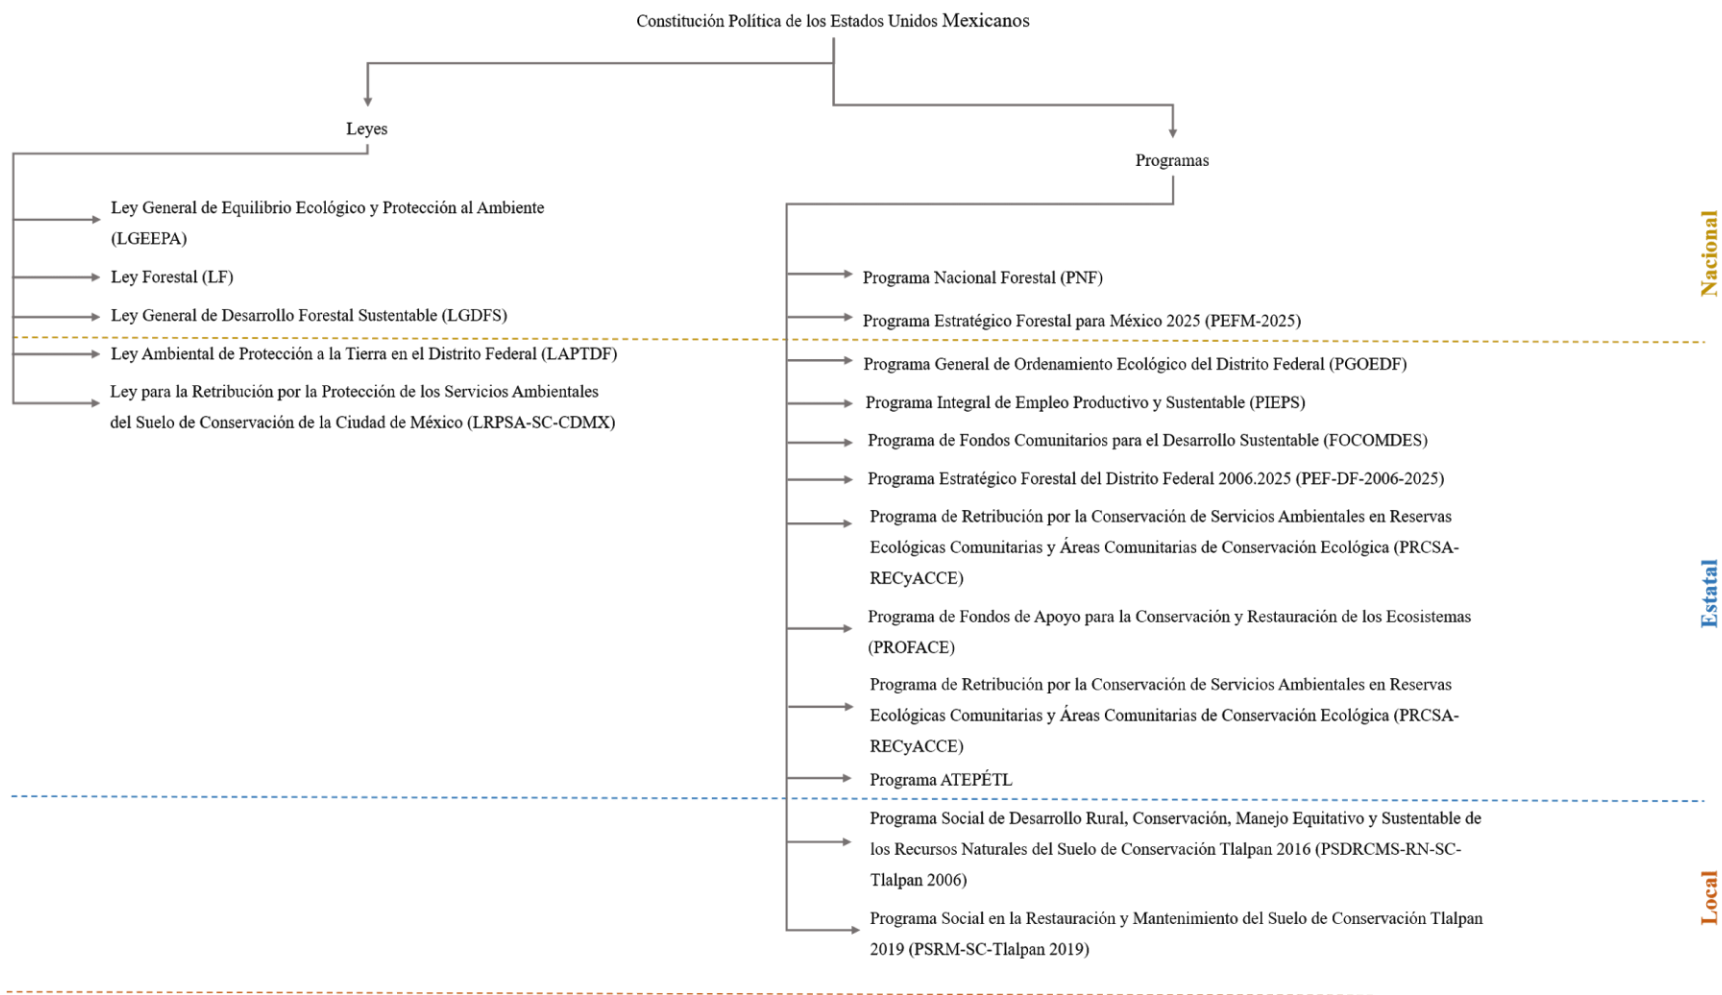 Constitución Política de los Estados Unidos Mexicanos
Leyes
Ley General de Equilibrio Ecológico y Protección al Ambiente
(LGEEPA)
Ley Forestal (LF)
Ley General de Desarrollo Forestal Sustentable (LGDFS)
Ley Ambiental de Protección a la Tierra en el Distrito Federal (LAPTDF)
Ley para la Retribución por la Protección de los Servicios Ambientales
del Suelo de Conservación de la Ciudad de México (LRPSA-SC-CDMX)
Programas
Programa Nacional Forestal (PNF)
Programa Estratégico Forestal para México 2025 (PEFM-2025)
Programa General de Ordenamiento Ecológico del Distrito Federal (PGOEDF)
Programa Integral de Empleo Productivo y Sustentable (PIEPS)
Programa de Fondos Comunitarios para el Desarrollo Sustentable (FOCOMDES)
Programa Estratégico Forestal del Distrito Federal 2006.2025 (PEF-DF-2006-2025)
Programa de Retribución por la Conservación de Servicios Ambientales en Reservas
Ecológicas Comunitarias y Áreas Comunitarias de Conservación Ecológica (PRCSA-
RECyACCE)
Programa de Fondos de Apoyo para la Conservación y Restauración de los Ecosistemas
(PROFACE)
Programa de Retribución por la Conservación de Servicios Ambientales en Reservas
Ecológicas Comunitarias y Áreas Comunitarias de Conservación Ecológica (PRCSA-
RECyACCE)
Programa ATEPÉTL
Programa Social de Desarrollo Rural, Conservación, Manejo Equitativo y Sustentable de
los Recursos Naturales del Suelo de Conservación Tlalpan 2016 (PSDRCMS-RN-SC-
Tlalpan 2006)
Programa Social en la Restauración y Mantenimiento del Suelo de Conservación Tlalpan
2019 (PSRM-SC-Tlalpan 2019)
Nacional
Estatal
Local